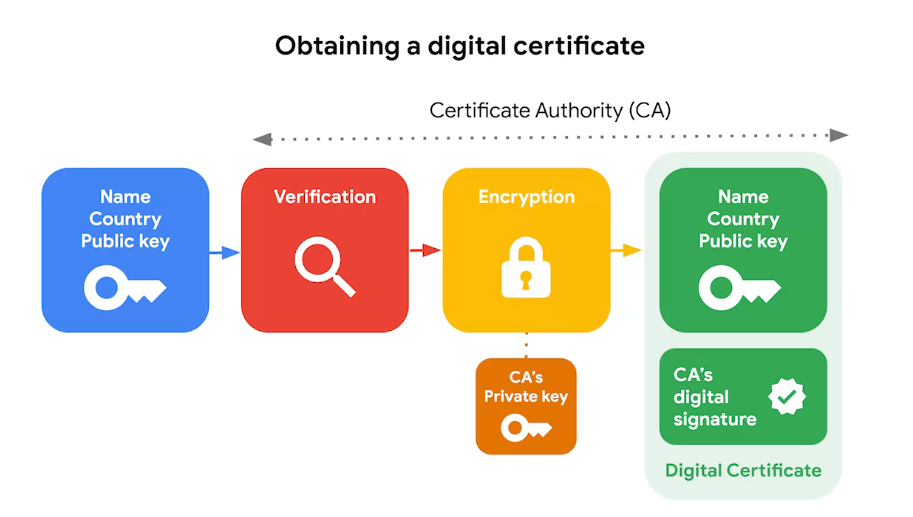 Obtaining a digital certificate
Certificate Authority (CA)
Name
Country
Public key
Verification
Encryption
Name
Country
Public key
CA's
Private key
CA's
digital
signature
Digital Certificate